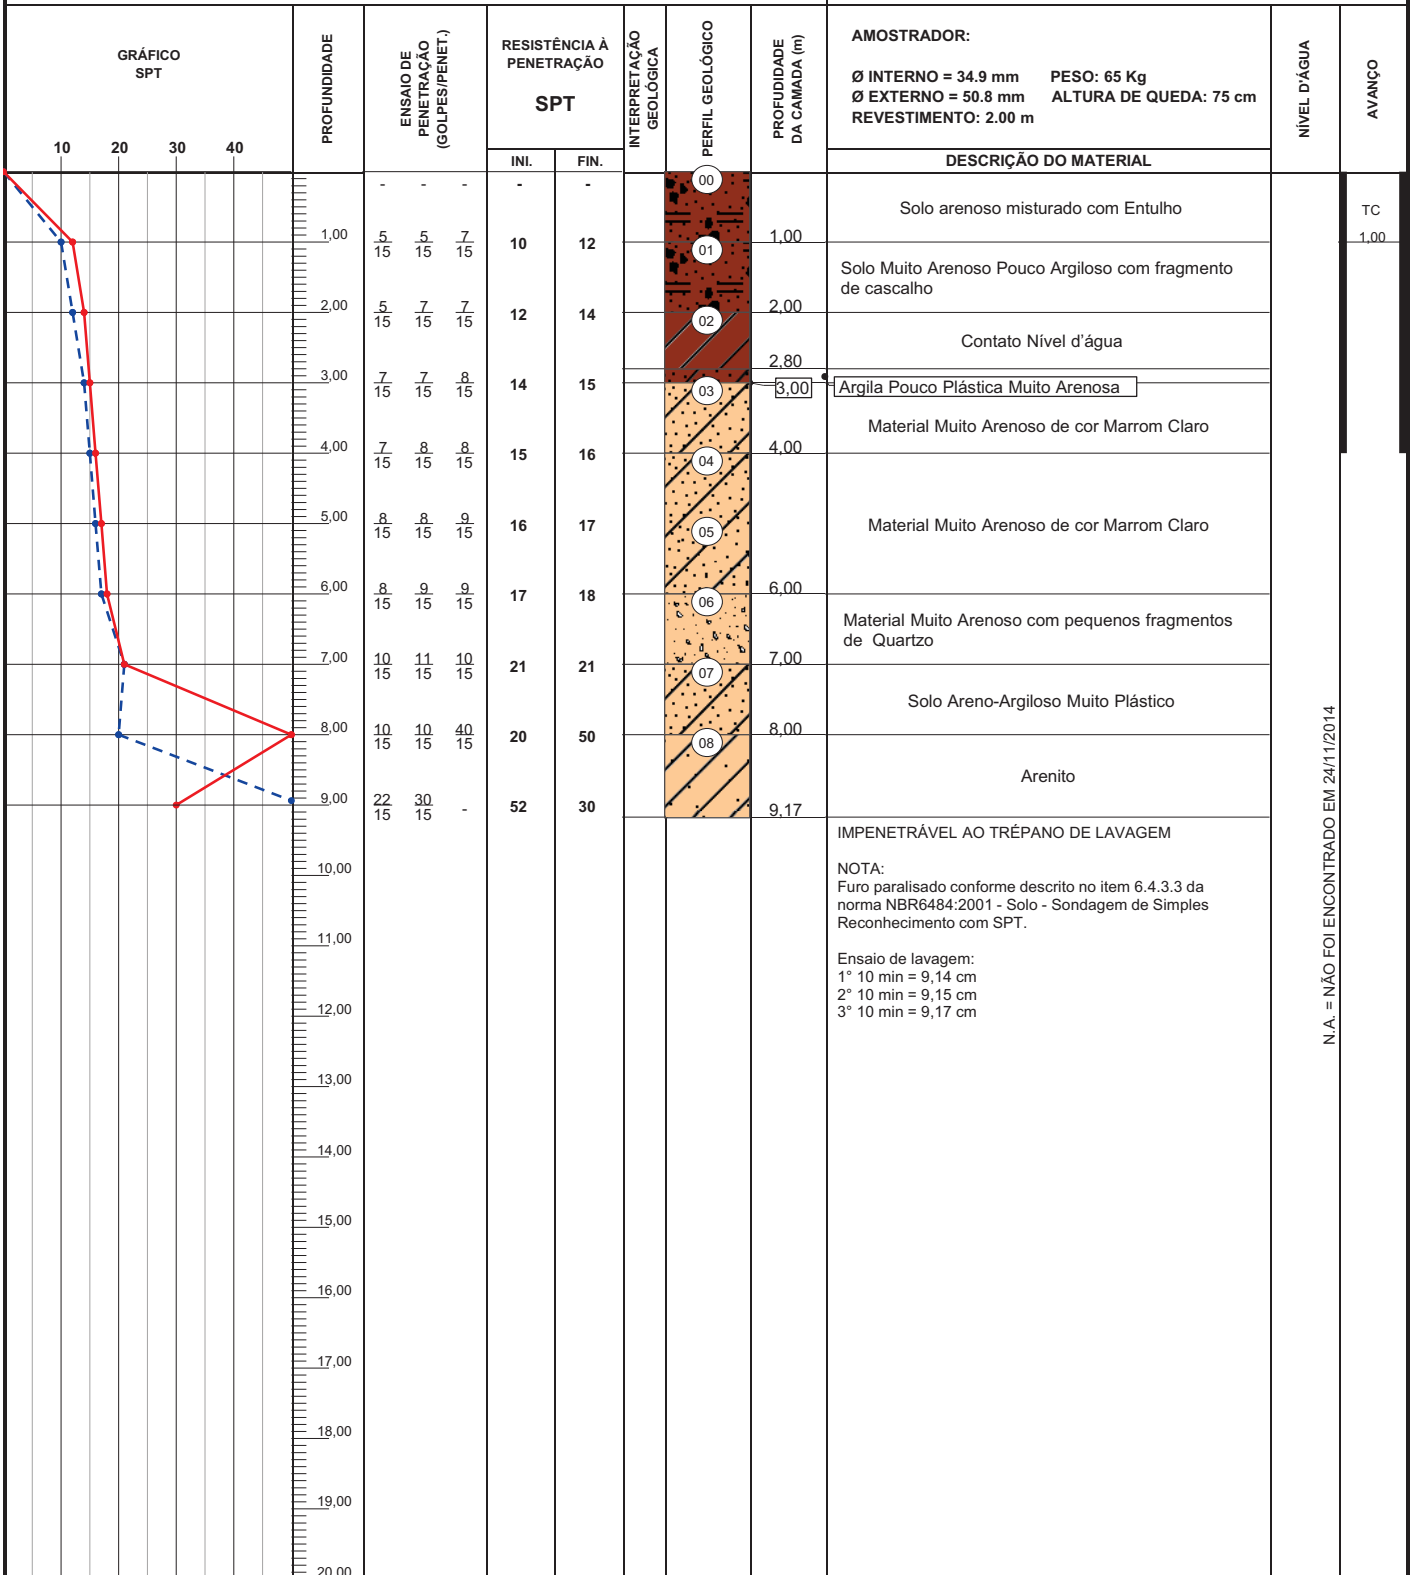 GRÁFICO
SPT
10 20 30 40
PROFUNDIDADE
ENSAIO DE
PENETRAÇÃO
(GOLPES/PENET.)
RESISTÊNCIA À
PENETRAÇÃO
SPT
INI. FIN.
INTERPRETAÇÃO
GEOLÓGICA
PERFIL GEOLÓGICO
PROFUDIDADE
DA CAMADA (m)
AMOSTRADOR:
Ø INTERNO = 34.9 mm PESO: 65 Kg
Ø EXTERNO = 50.8 mm ALTURA DE QUEDA: 75 cm
REVESTIMENTO: 2.00 m
DESCRIÇÃO DO MATERIAL
NÍVEL D'ÁGUA
AVANÇO
- - - - - 00
Solo arenoso misturado com Entulho
TC
1,00 5/15 5/15 7/15 10 12 01 1,00
1,00
Solo Muito Arenoso Pouco Argiloso com fragmento
de cascalho
2,00 5/15 7/15 7/15 12 14 02 2,00
Contato Nível d'água
2,80
3,00 7/15 7/15 8/15 14 15 03 3,00 Argila Pouco Plástica Muito Arenosa
Material Muito Arenoso de cor Marrom Claro
4,00 7/15 8/15 8/15 15 16 04 4,00
5,00 8/15 8/15 9/15 16 17 05 Material Muito Arenoso de cor Marrom Claro
6,00 8/15 9/15 9/15 17 18 06 6,00
Material Muito Arenoso com pequenos fragmentos
de Quartzo
7,00 10/15 11/15 10/15 21 21 07 7,00
Solo Areno-Argiloso Muito Plástico
8,00 10/15 10/15 40/15 20 50 08 8,00
Arenito
9,00 22/15 30/15 - 52 30 9,17
IMPENETRÁVEL AO TRÉPANO DE LAVAGEM
NOTA:
Furo paralisado conforme descrito no item 6.4.3.3 da
norma NBR6484:2001 - Solo - Sondagem de Simples
Reconhecimento com SPT.
Ensaio de lavagem:
1° 10 min = 9,14 cm
2° 10 min = 9,15 cm
3° 10 min = 9,17 cm
N.A. = NÃO FOI ENCONTRADO EM 24/11/2014
10,00
11,00
12,00
13,00
14,00
15,00
16,00
17,00
18,00
19,00
20,00